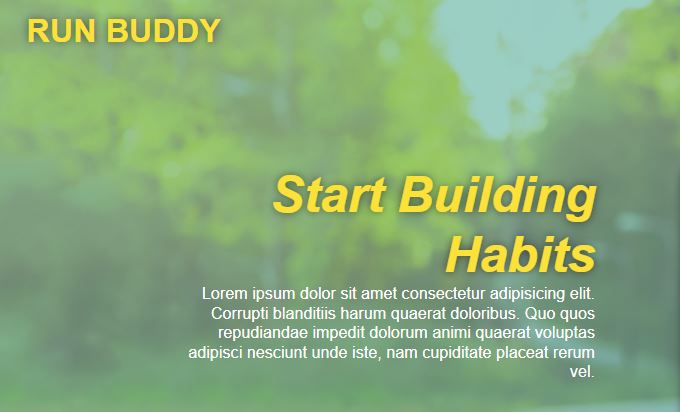 RUN BUDDY
Start Building
Habits
Lorem ipsum dolor sit amet consectetur adipisicing elit.
Corrupti blanditiis harum quaerat doloribus. Quo quos
repudiandae impedit dolorum animi quaerat voluptas
adipisci nesciunt unde iste, nam cupiditate placeat rerum
vel.